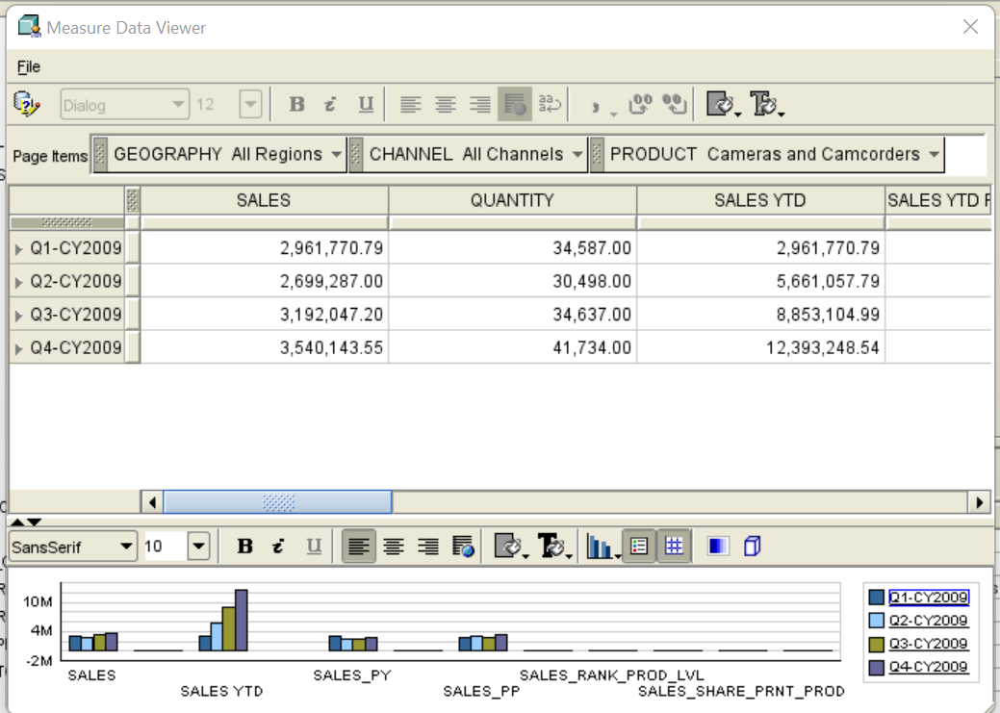 Measure Data Viewer
File
Dialog 12 B i U
Page Items GEOGRAPHY All Regions CHANNEL All Channels PRODUCT Cameras and Camcorders
SALES QUANTITY SALES YTD SALES YTD
Q1-CY2009 2,961,770.79 34,587.00 2,961,770.79
Q2-CY2009 2,699,287.00 30,498.00 5,661,057.79
Q3-CY2009 3,192,047.20 34,637.00 8,853,104.99
Q4-CY2009 3,540,143.55 41,734.00 12,393,248.54
SansSerif 10 B i U
10M
4M
-2M
SALES SALES_PY SALES_RANK_PROD_LVL
SALES YTD SALES_PP SALES_SHARE_PRNT_PROD
Q1-CY2009
Q2-CY2009
Q3-CY2009
Q4-CY2009